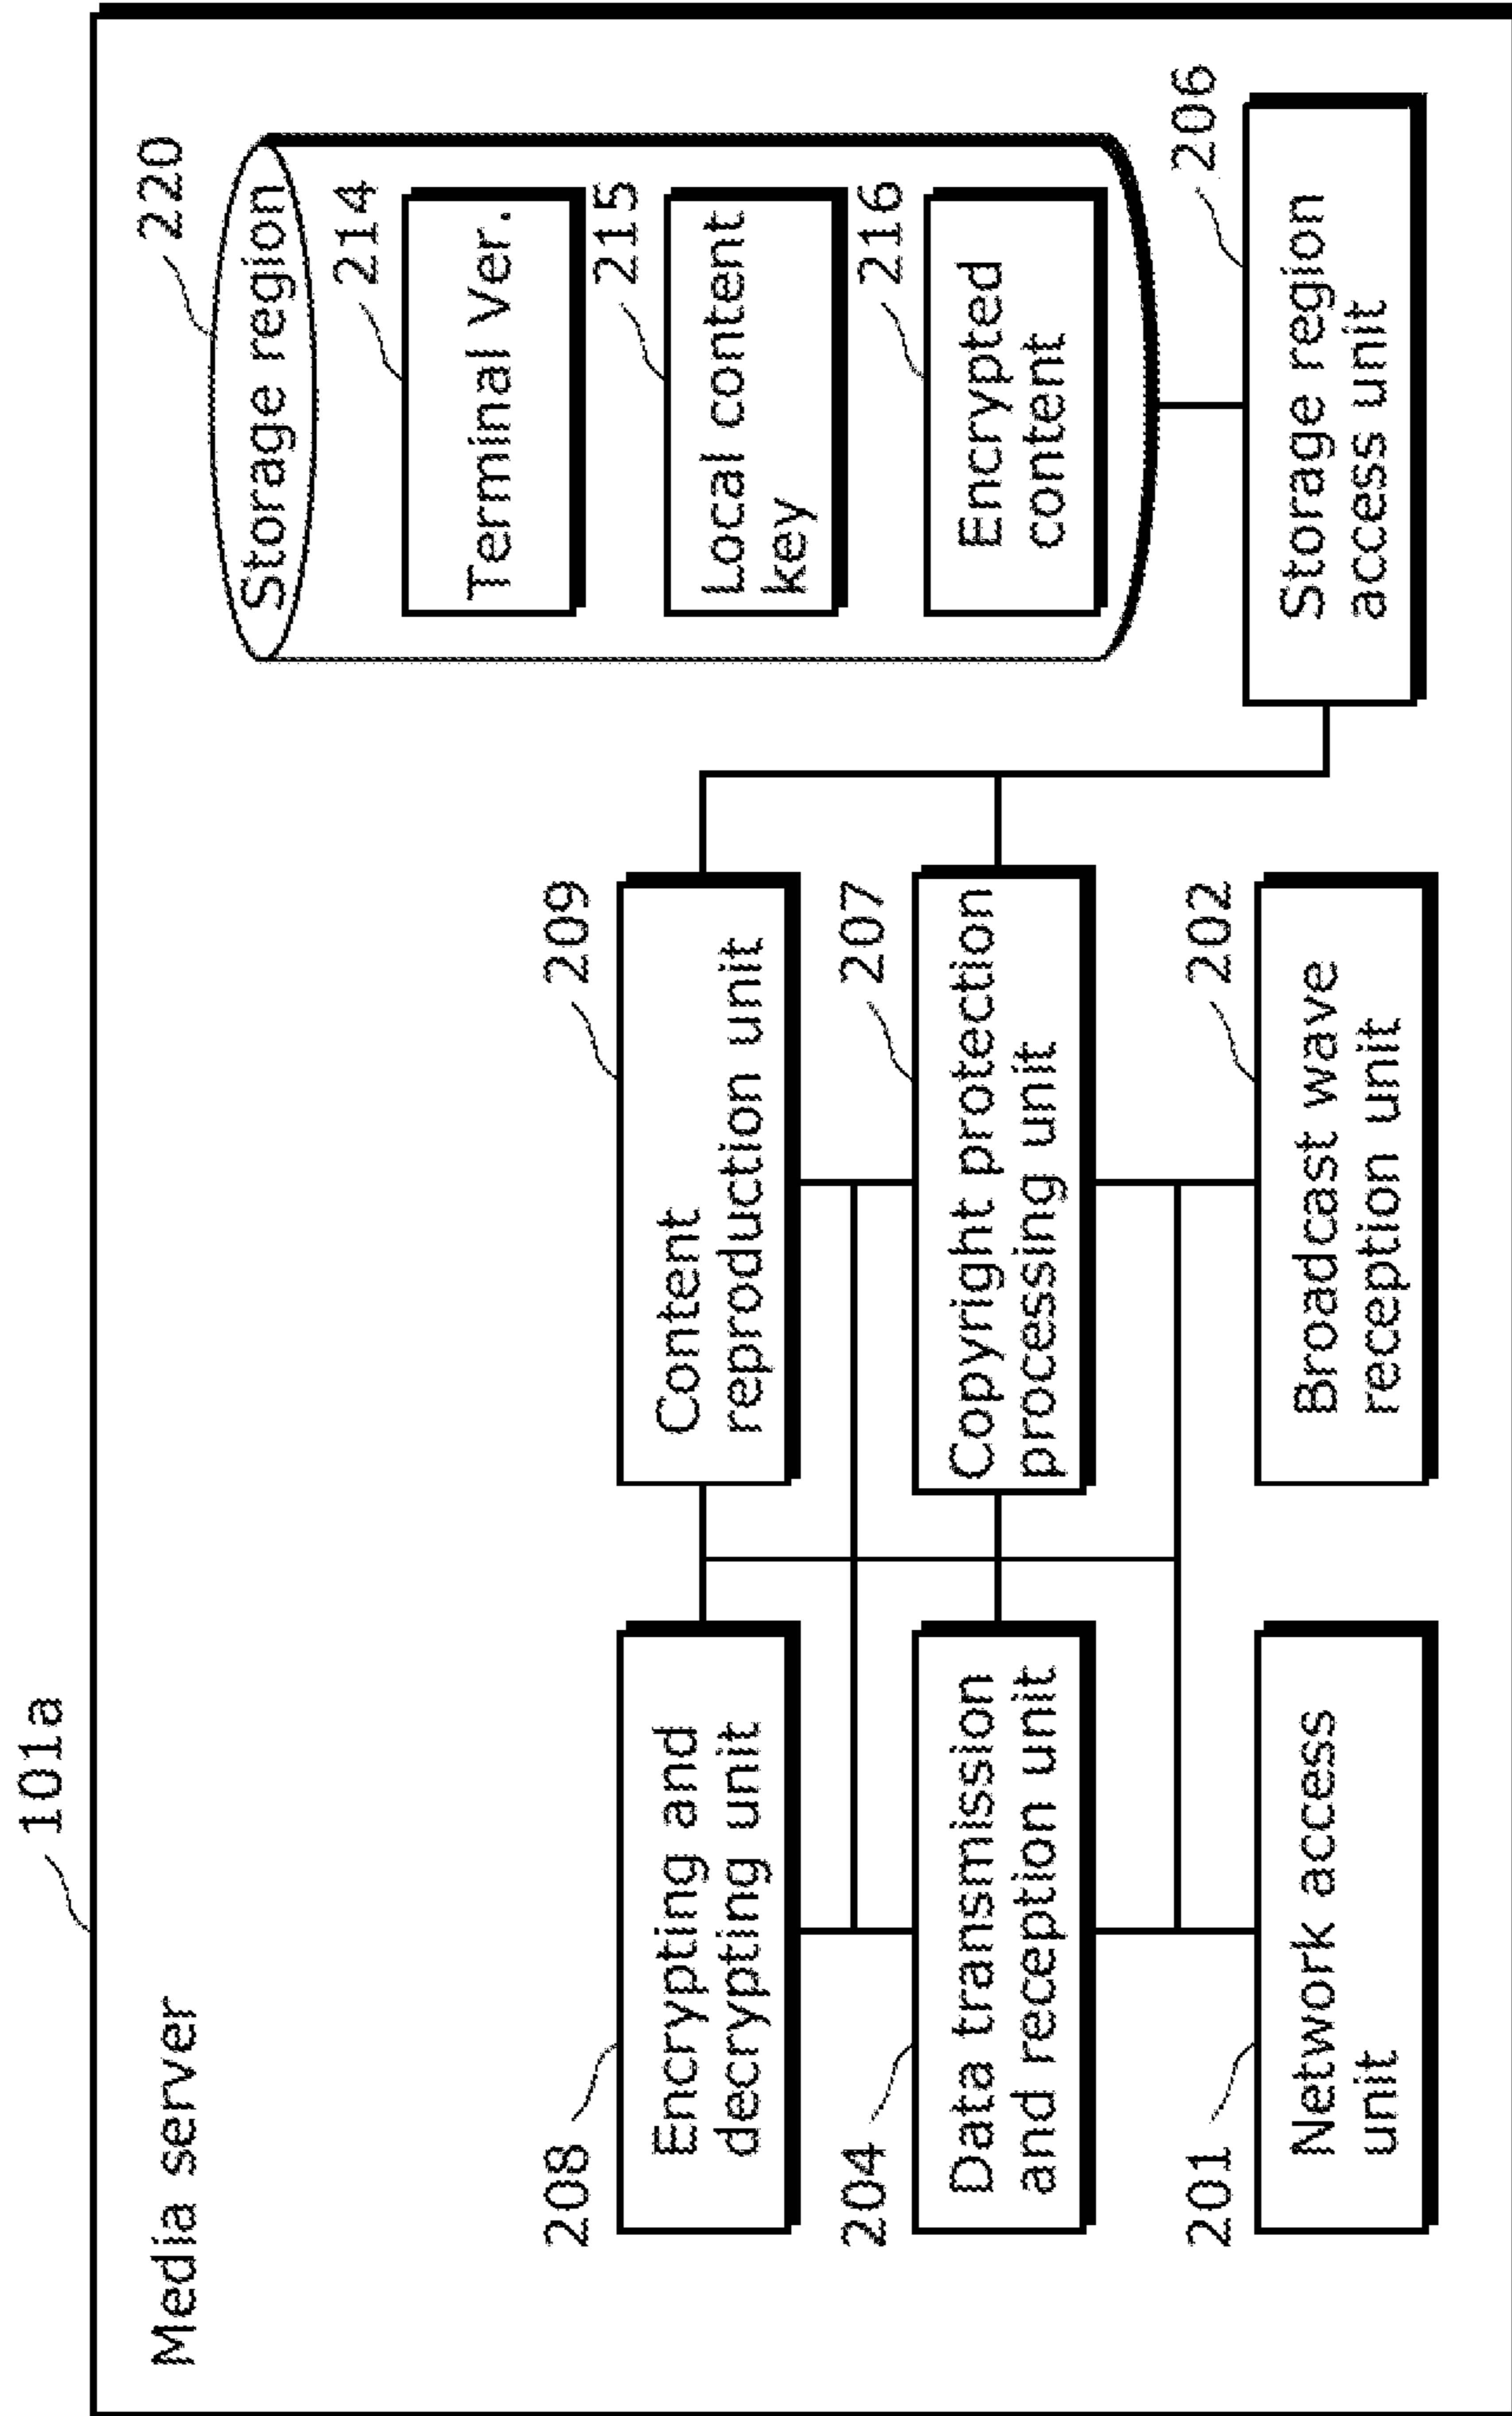 101a
Media server
220
Storage region
214
Terminal Ver.
215
Local content
key
216
Encrypted
content
208
Encrypting and
decrypting unit
209
Content
reproduction unit
204
Data transmission
and reception unit
207
Copyright protection
processing unit
201
Network access
unit
202
Broadcast wave
reception unit
206
Storage region
access unit